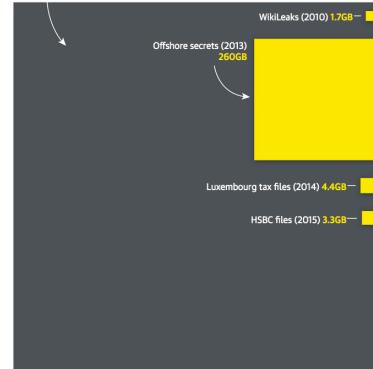 WikiLeaks (2010) 1.7GB
Offshore secrets (2013)
260GB
Luxembourg tax files (2014) 4.4GB
HSBC files (2015) 3.3GB